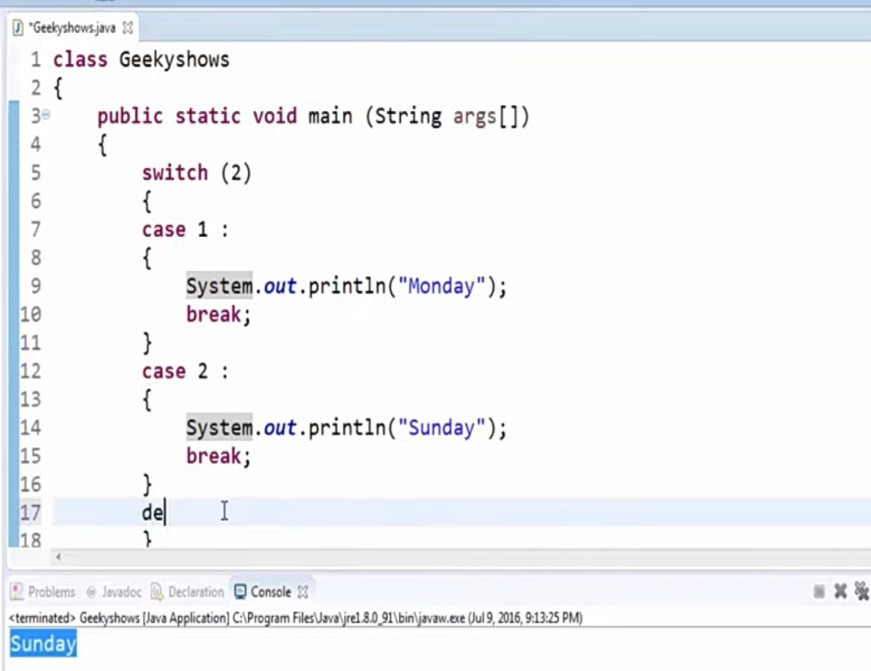 *Geekyshows.java
1 class Geekyshows
2 {
3 public static void main (String args[])
4 {
5 switch (2)
6 {
7 case 1 :
8 {
9 System.out.println("Monday");
10 break;
11 }
12 case 2 :
13 {
14 System.out.println("Sunday");
15 break;
16 }
17 de
18 }
Problems @ Javadoc Declaration Console
<terminated> Geekyshows [Java Application] C:\Program Files\Java\jre1.8.0_91\bin\javaw.exe (Jul 9, 2016, 9:13:25 PM)
Sunday